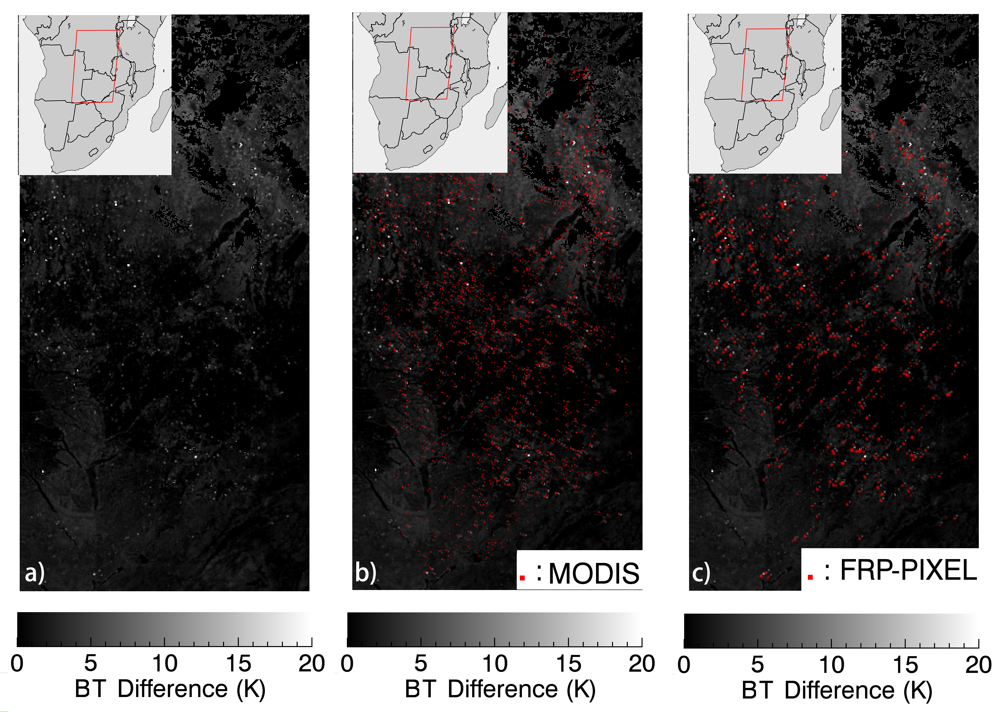 a)
b)
: MODIS
c)
: FRP-PIXEL
0 5 10 15 20
BT Difference (K)
0 5 10 15 20
BT Difference (K)
0 5 10 15 20
BT Difference (K)